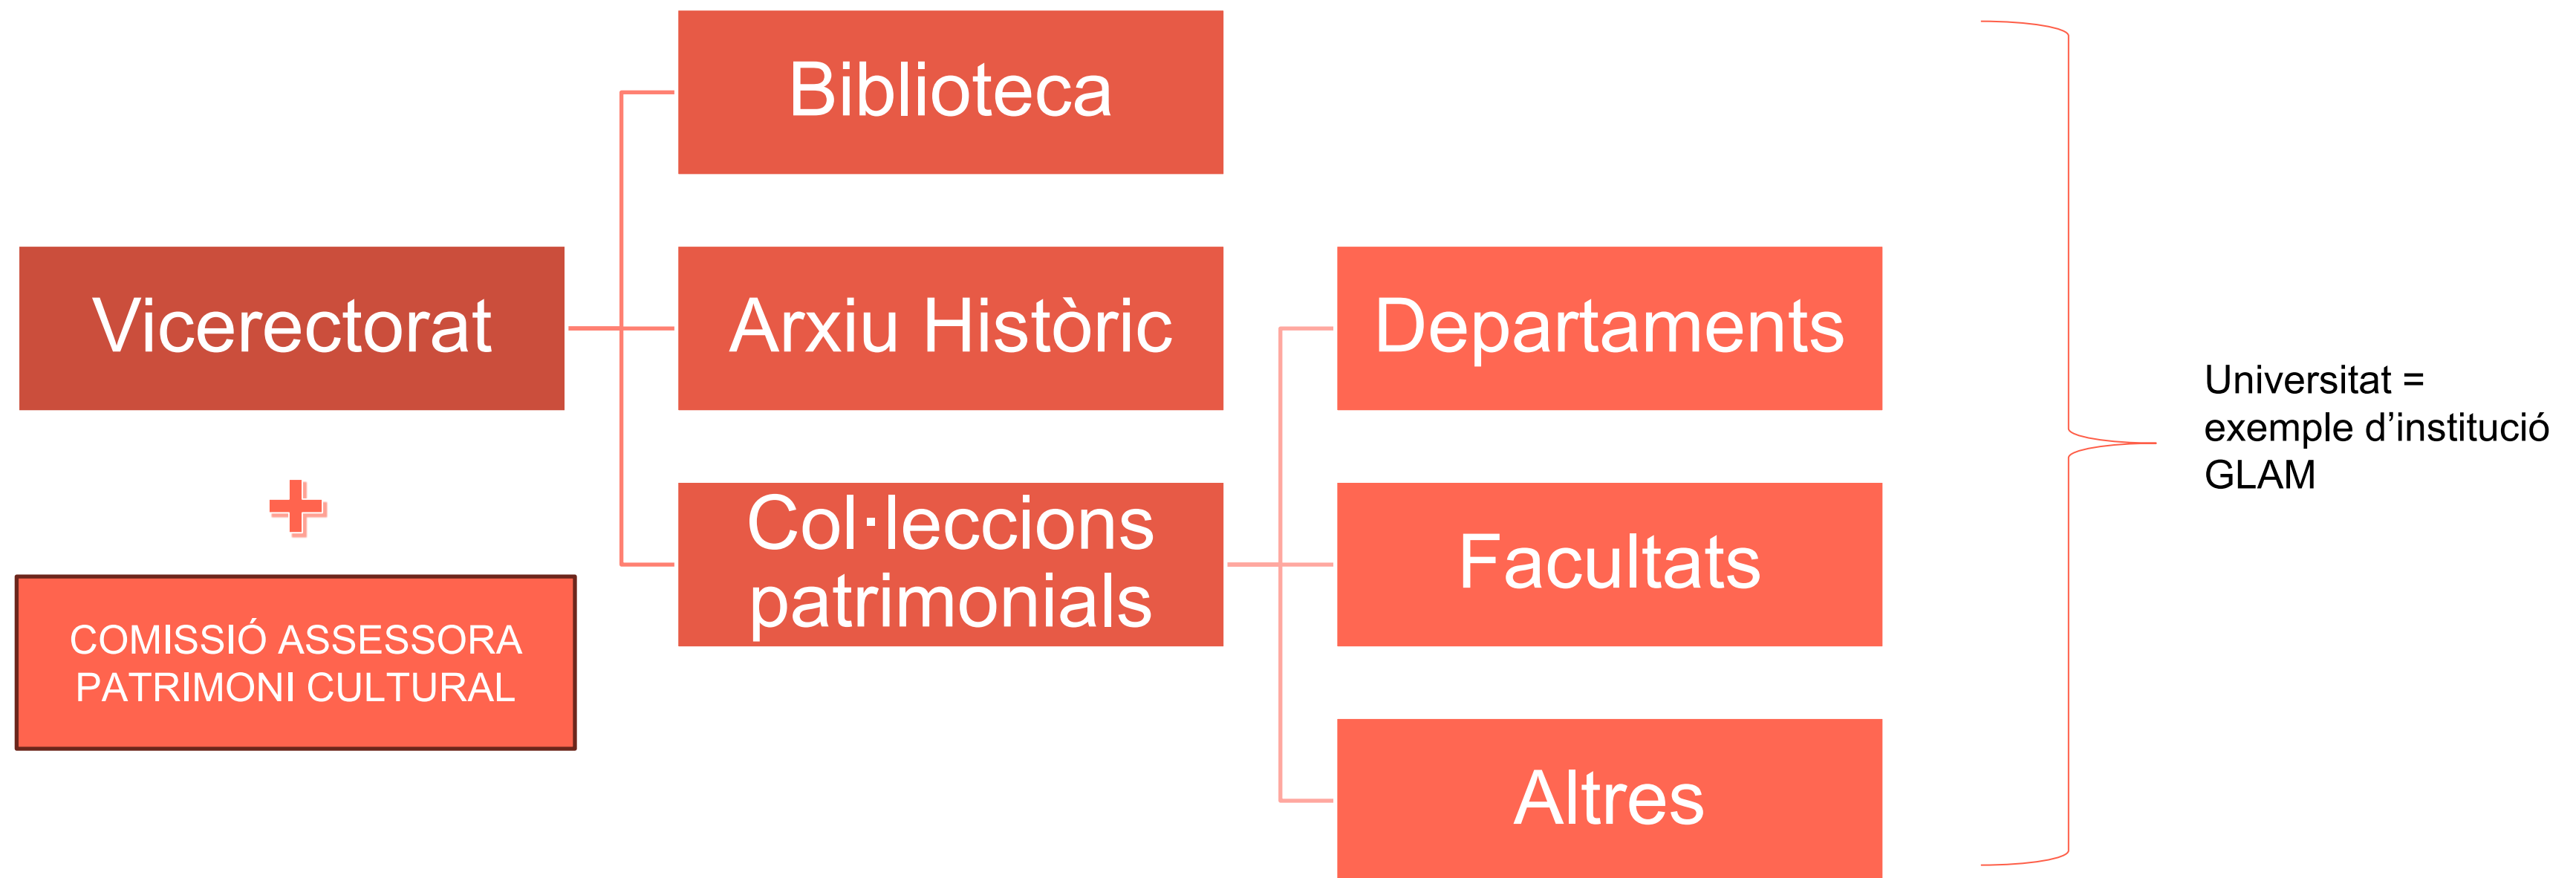 Biblioteca
Vicerectorat
Arxiu Històric
Departaments
Col·leccions
patrimonials
Facultats
Altres
COMISSIÓ ASSESSORA
PATRIMONI CULTURAL
Universitat =
exemple d’institució
GLAM